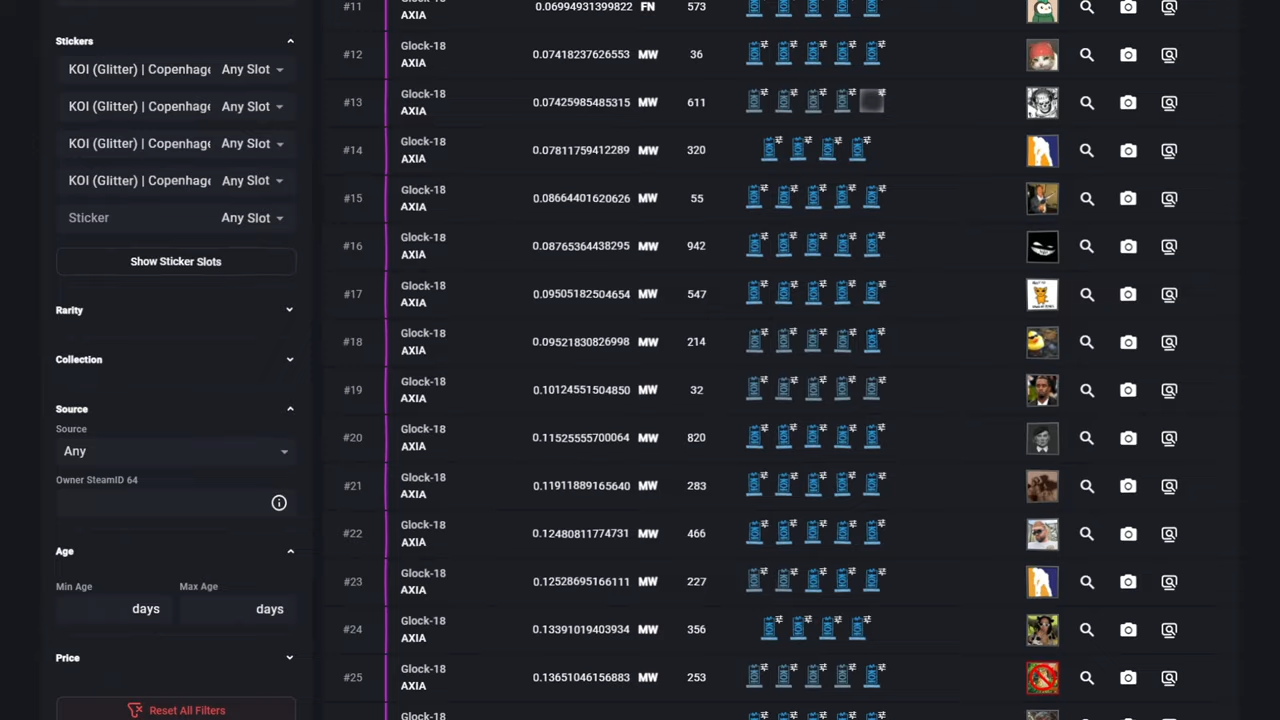 Stickers
KOI (Glitter) | Copenhage Any Slot
KOI (Glitter) | Copenhage Any Slot
KOI (Glitter) | Copenhage Any Slot
KOI (Glitter) | Copenhage Any Slot
Sticker Any Slot
Show Sticker Slots
Rarity
Collection
Source
Source
Any
Owner SteamID 64
Age
Min Age Max Age
days days
Price
Reset All Filters
#11 AXIA 0.06994931399822 FN 573
Glock-18
#12 0.07418237626553 MW 36
AXIA
Glock-18
#13 0.07425985485315 MW 611
AXIA
Glock-18
#14 0.07811759412289 MW 320
AXIA
Glock-18
#15 0.08664401620626 MW 55
AXIA
Glock-18
#16 0.08765364438295 MW 942
AXIA
Glock-18
#17 0.09505182504654 MW 547
AXIA
Glock-18
#18 0.09521830826998 MW 214
AXIA
Glock-18
#19 0.10124551504850 MW 32
AXIA
Glock-18
#20 0.11525555700064 MW 820
AXIA
Glock-18
#21 0.11911889165640 MW 283
AXIA
Glock-18
#22 0.12480811774731 MW 466
AXIA
Glock-18
#23 0.12528695166111 MW 227
AXIA
Glock-18
#24 0.13391019403934 MW 356
AXIA
Glock-18
#25 0.13651046156883 MW 253
AXIA
Glock-18